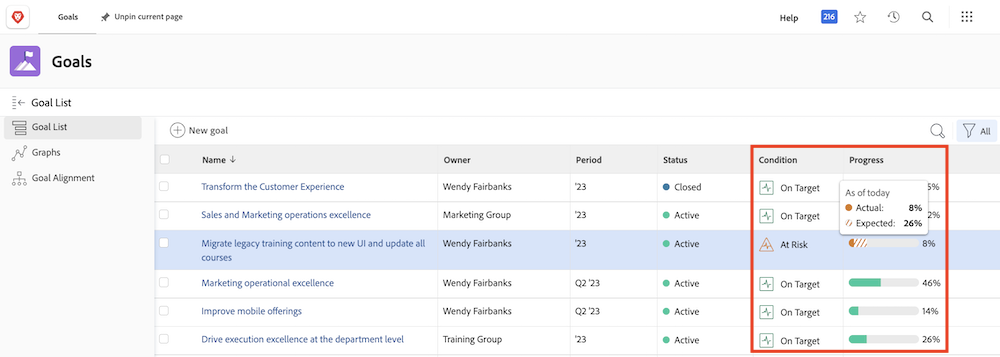 Goals
Unpin current page
Help
216
Goals
Goal List
Goal List
Graphs
Goal Alignment
New goal
All
Name ↓ Owner Period Status Condition Progress
Transform the Customer Experience Wendy Fairbanks '23 Closed On Target
Sales and Marketing operations excellence Marketing Group '23 Active On Target
As of today
Actual: 8%
Expected: 26%
Migrate legacy training content to new UI and update all
courses
Wendy Fairbanks '23 Active At Risk 8%
Marketing operational excellence Wendy Fairbanks Q2 '23 Active On Target 46%
Improve mobile offerings Wendy Fairbanks Q2 '23 Active On Target 14%
Drive execution excellence at the department level Training Group '23 Active On Target 26%